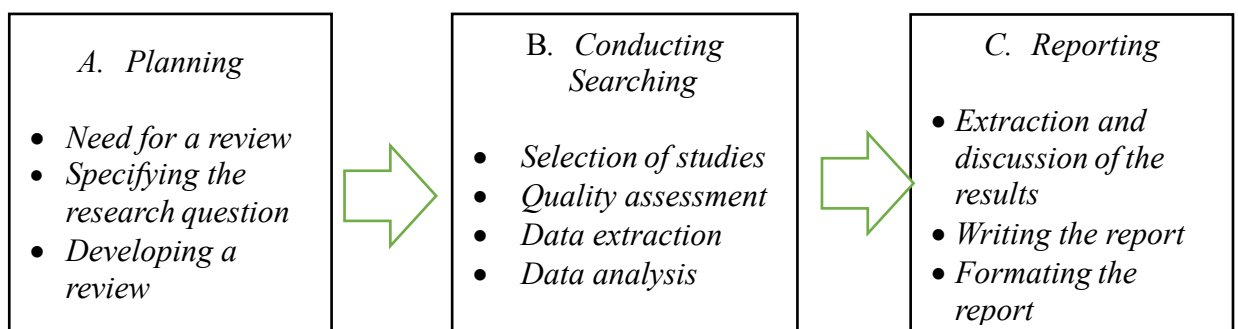 A. Planning
• Need for a review
• Specifying the
research question
• Developing a
review
B. Conducting
Searching
• Selection of studies
• Quality assessment
• Data extraction
• Data analysis
C. Reporting
• Extraction and
discussion of the
results
• Writing the report
• Formating the
report